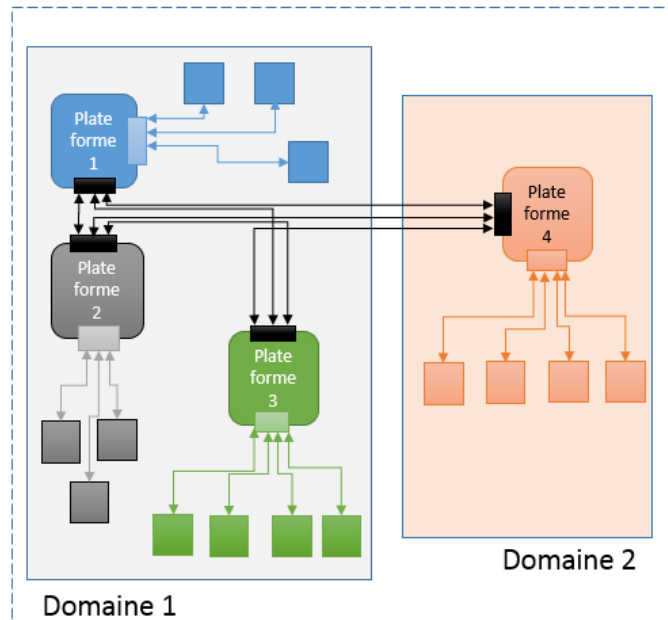 Plate
forme
1
Plate
forme
2
Plate
forme
3
Plate
forme
4
Domaine 1
Domaine 2